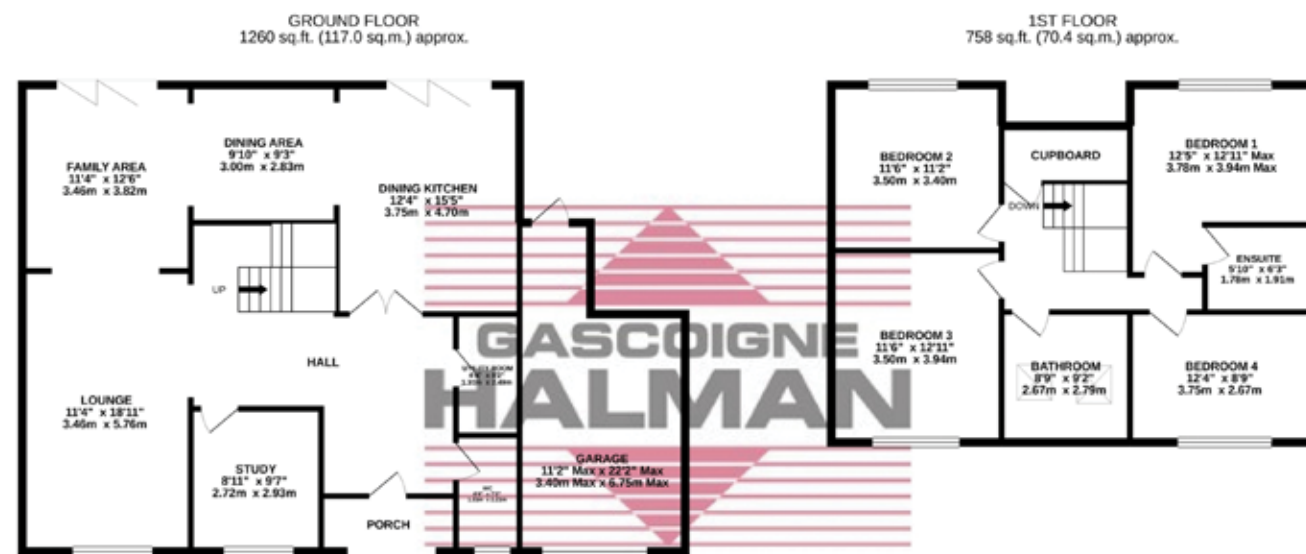 GROUND FLOOR
1260 sq.ft. (117.0 sq.m.) approx.
FAMILY AREA
11'4" x 12'6"
3.46m x 3.82m
DINING AREA
9'10" x 9'3"
3.00m x 2.83m
DINING KITCHEN
12'4" x 15'5"
3.75m x 4.70m
UP
HALL
LOUNGE
11'4" x 18'11"
3.46m x 5.76m
STUDY
8'11" x 9'7"
2.72m x 2.93m
PORCH
UTILITY ROOM
WC
GARAGE
11'2" Max x 22'2" Max
3.40m Max x 6.75m Max
GASCOIGNE
HALMAN
1ST FLOOR
758 sq.ft. (70.4 sq.m.) approx.
BEDROOM 2
11'6" x 11'2"
3.50m x 3.40m
CUPBOARD
DOWN
BEDROOM 1
12'5" x 12'11" Max
3.78m x 3.94m Max
ENSUITE
5'10" x 6'3"
1.78m x 1.91m
BEDROOM 3
11'6" x 12'11"
3.50m x 3.94m
BATHROOM
8'9" x 9'2"
2.67m x 2.79m
BEDROOM 4
12'4" x 8'9"
3.75m x 2.67m